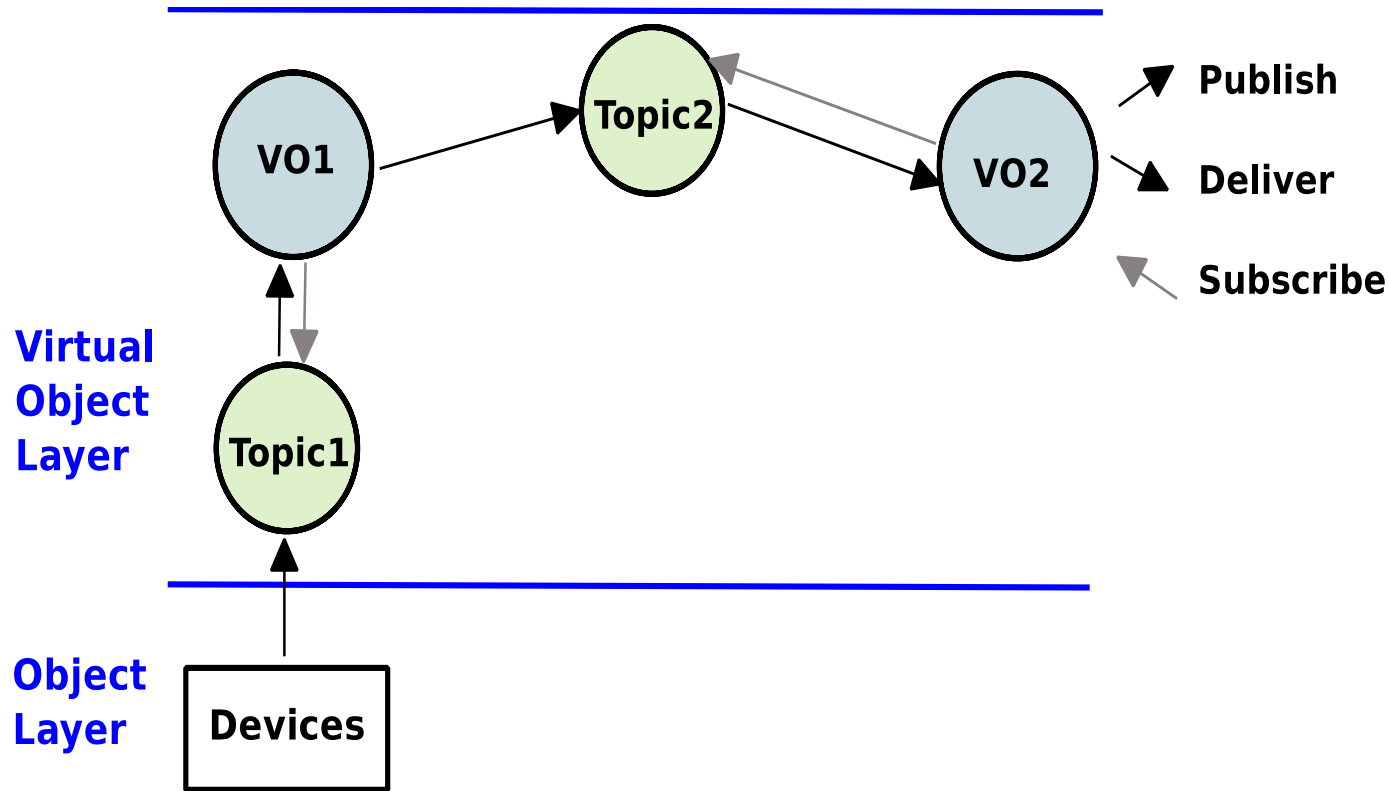 Topic2
VO1
VO2
Publish
Deliver
Subscribe
Virtual
Object
Layer
Topic1
Object
Layer
Devices